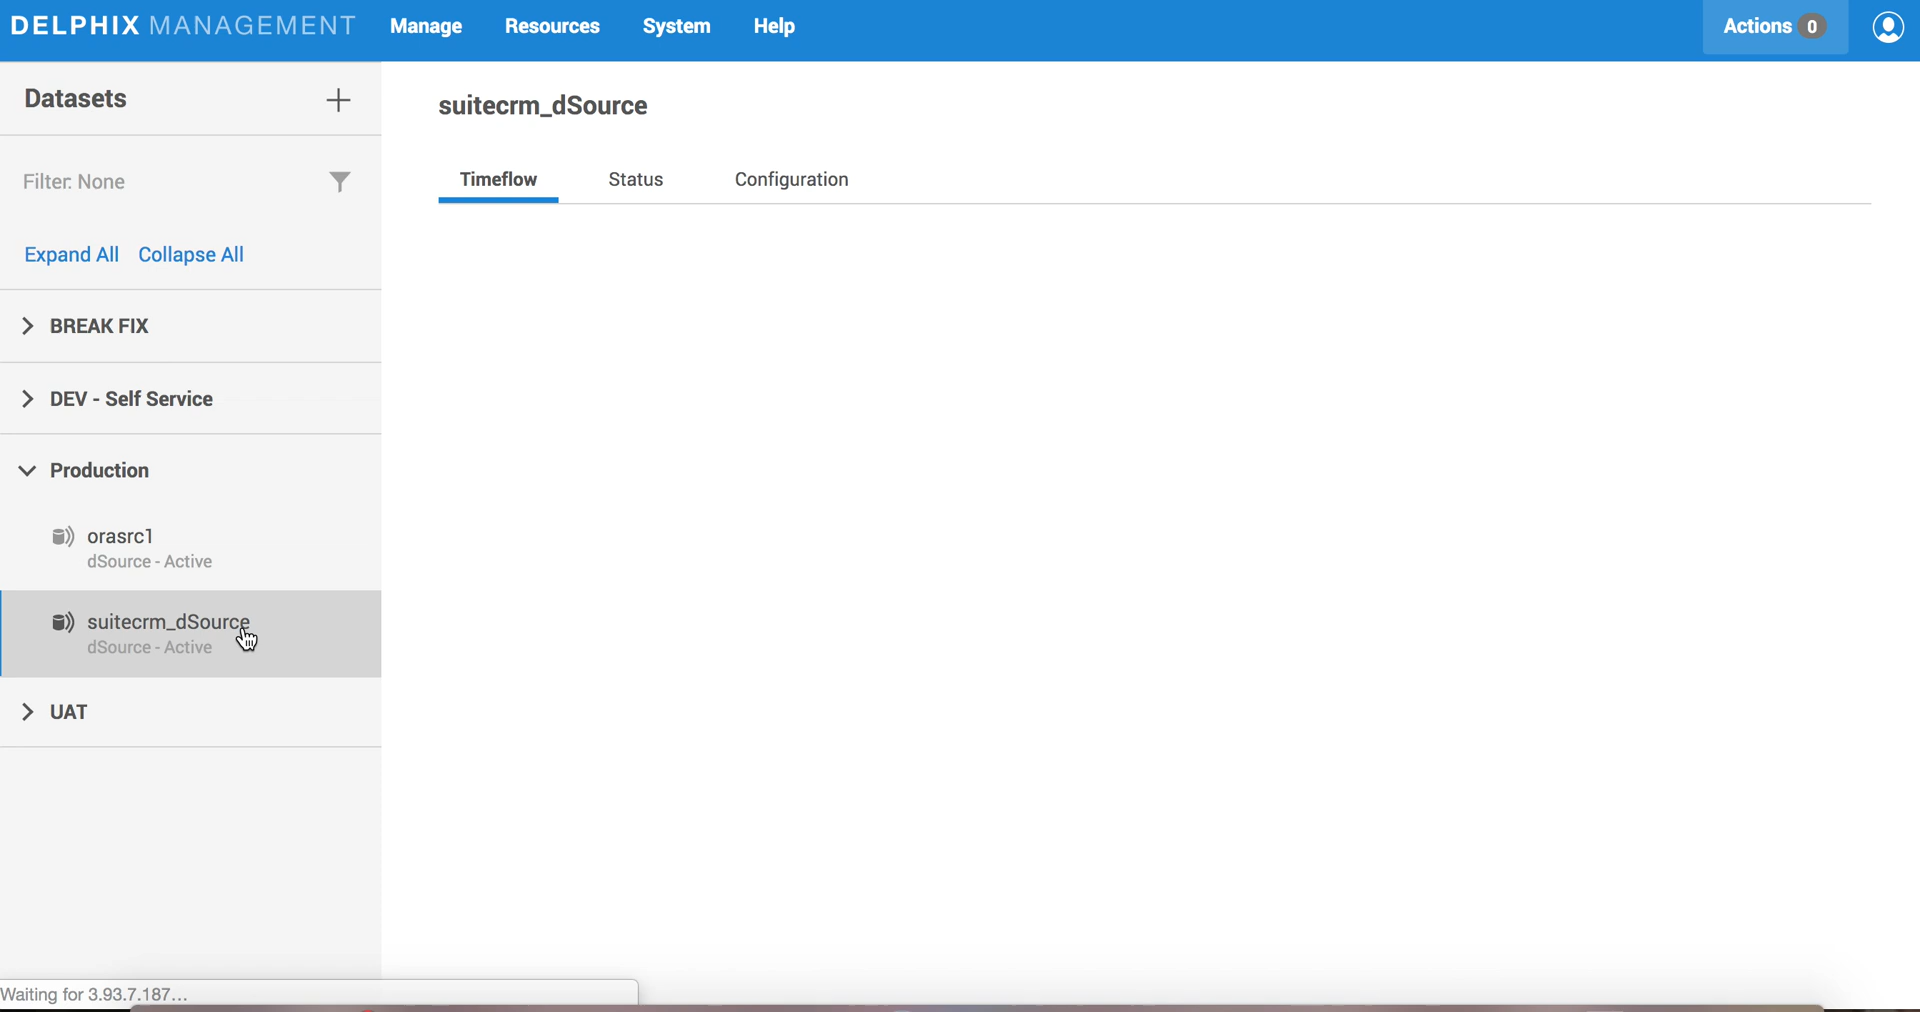 DELPHIX MANAGEMENT Manage Resources System Help Actions 0
Datasets
Filter: None
Expand All Collapse All
BREAK FIX
DEV - Self Service
Production
orasrc1
dSource - Active
suitecrm_dSource
dSource - Active
UAT
suitecrm_dSource
Timeflow Status Configuration
Waiting for 3.93.7.187...